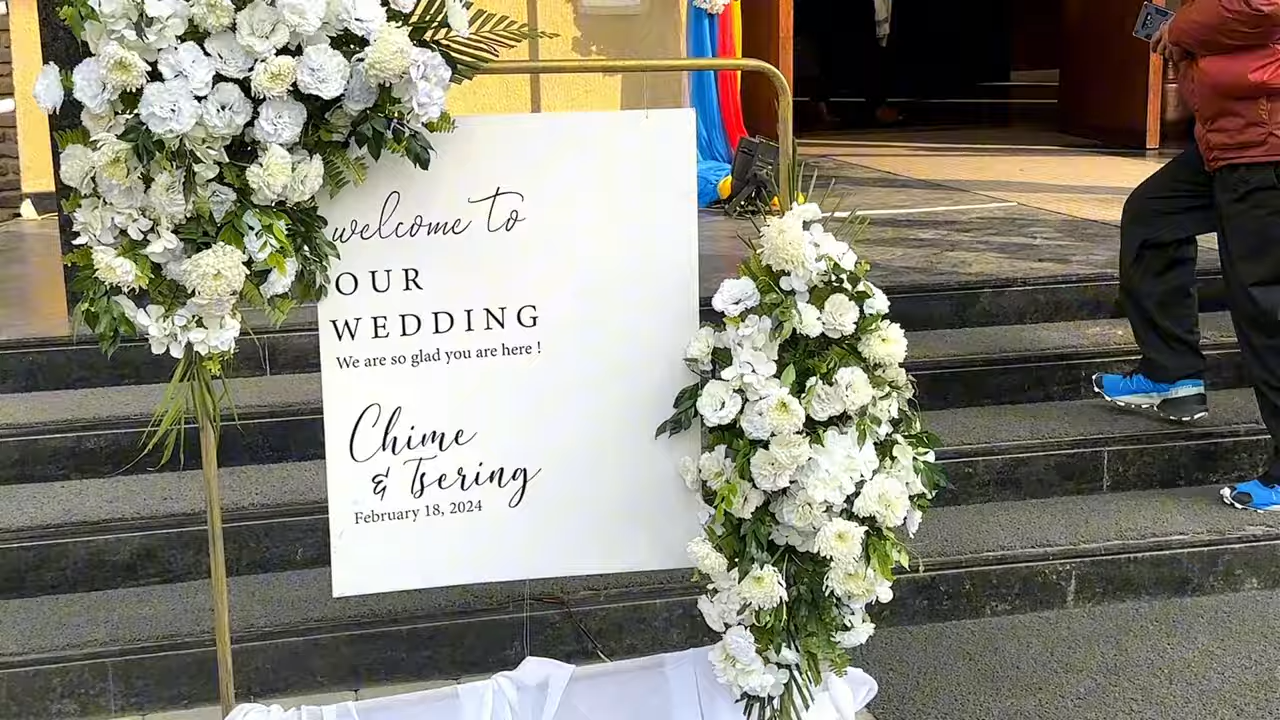 welcome to
OUR
WEDDING
We are so glad you are here !
Chime
& Tsering
February 18, 2024